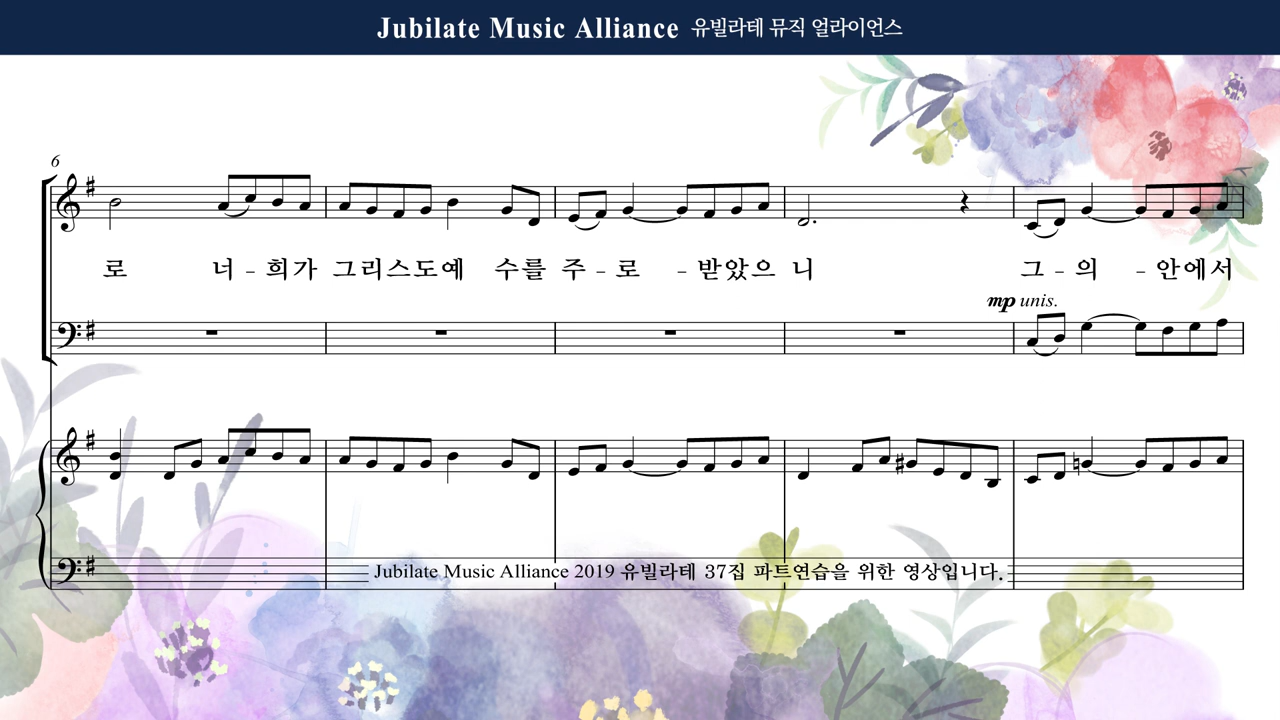 Jubilate Music Alliance 유빌라테 뮤직 얼라이언스
6
로 너 - 희가 그리스도예 수를 주 - 로 - 받았으 니 그 - 의 - 안에서
mp unis.
Jubilate Music Alliance 2019 유빌라테 37집 파트연습을 위한 영상입니다.